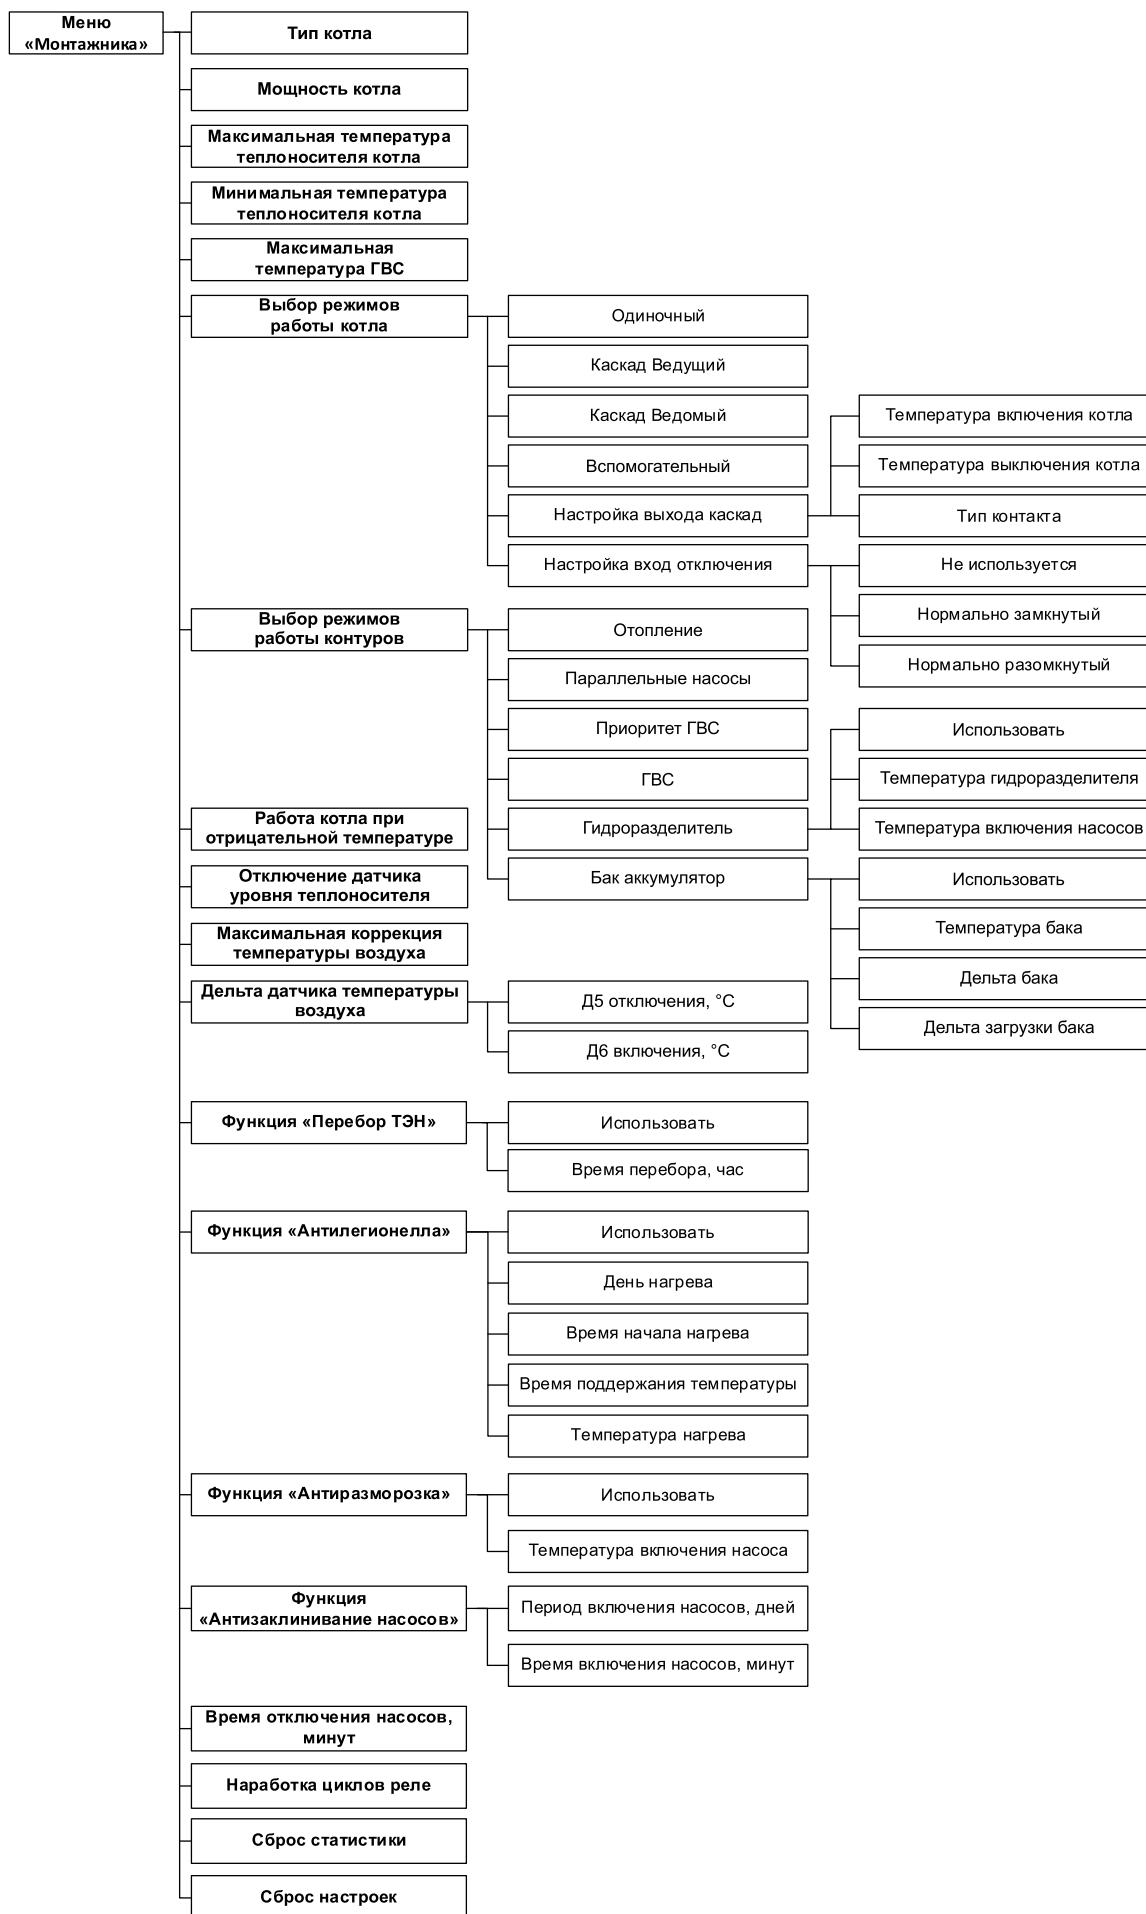 Меню
«Монтажника»
Тип котла
Мощность котла
Максимальная температура
теплоносителя котла
Минимальная температура
теплоносителя котла
Максимальная
температура ГВС
Выбор режимов
работы котла
Одиночный
Каскад Ведущий
Каскад Ведомый
Вспомогательный
Настройка выхода каскад
Температура включения котла
Температура выключения котла
Тип контакта
Настройка вход отключения
Не используется
Нормально замкнутый
Нормально разомкнутый
Выбор режимов
работы контуров
Отопление
Параллельные насосы
Приоритет ГВС
ГВС
Гидроразделитель
Использовать
Температура гидроразделителя
Температура включения насосов
Бак аккумулятор
Использовать
Температура бака
Дельта бака
Дельта загрузки бака
Работа котла при
отрицательной температуре
Отключение датчика
уровня теплоносителя
Максимальная коррекция
температуры воздуха
Дельта датчика температуры
воздуха
Д5 отключения, °С
Д6 включения, °С
Функция «Перебор ТЭН»
Использовать
Время перебора, час
Функция «Антилегионелла»
Использовать
День нагрева
Время начала нагрева
Время поддержания температуры
Температура нагрева
Функция «Антиразморозка»
Использовать
Температура включения насоса
Функция
«Антизаклинивание насосов»
Период включения насосов, дней
Время включения насосов, минут
Время отключения насосов,
минут
Наработка циклов реле
Сброс статистики
Сброс настроек